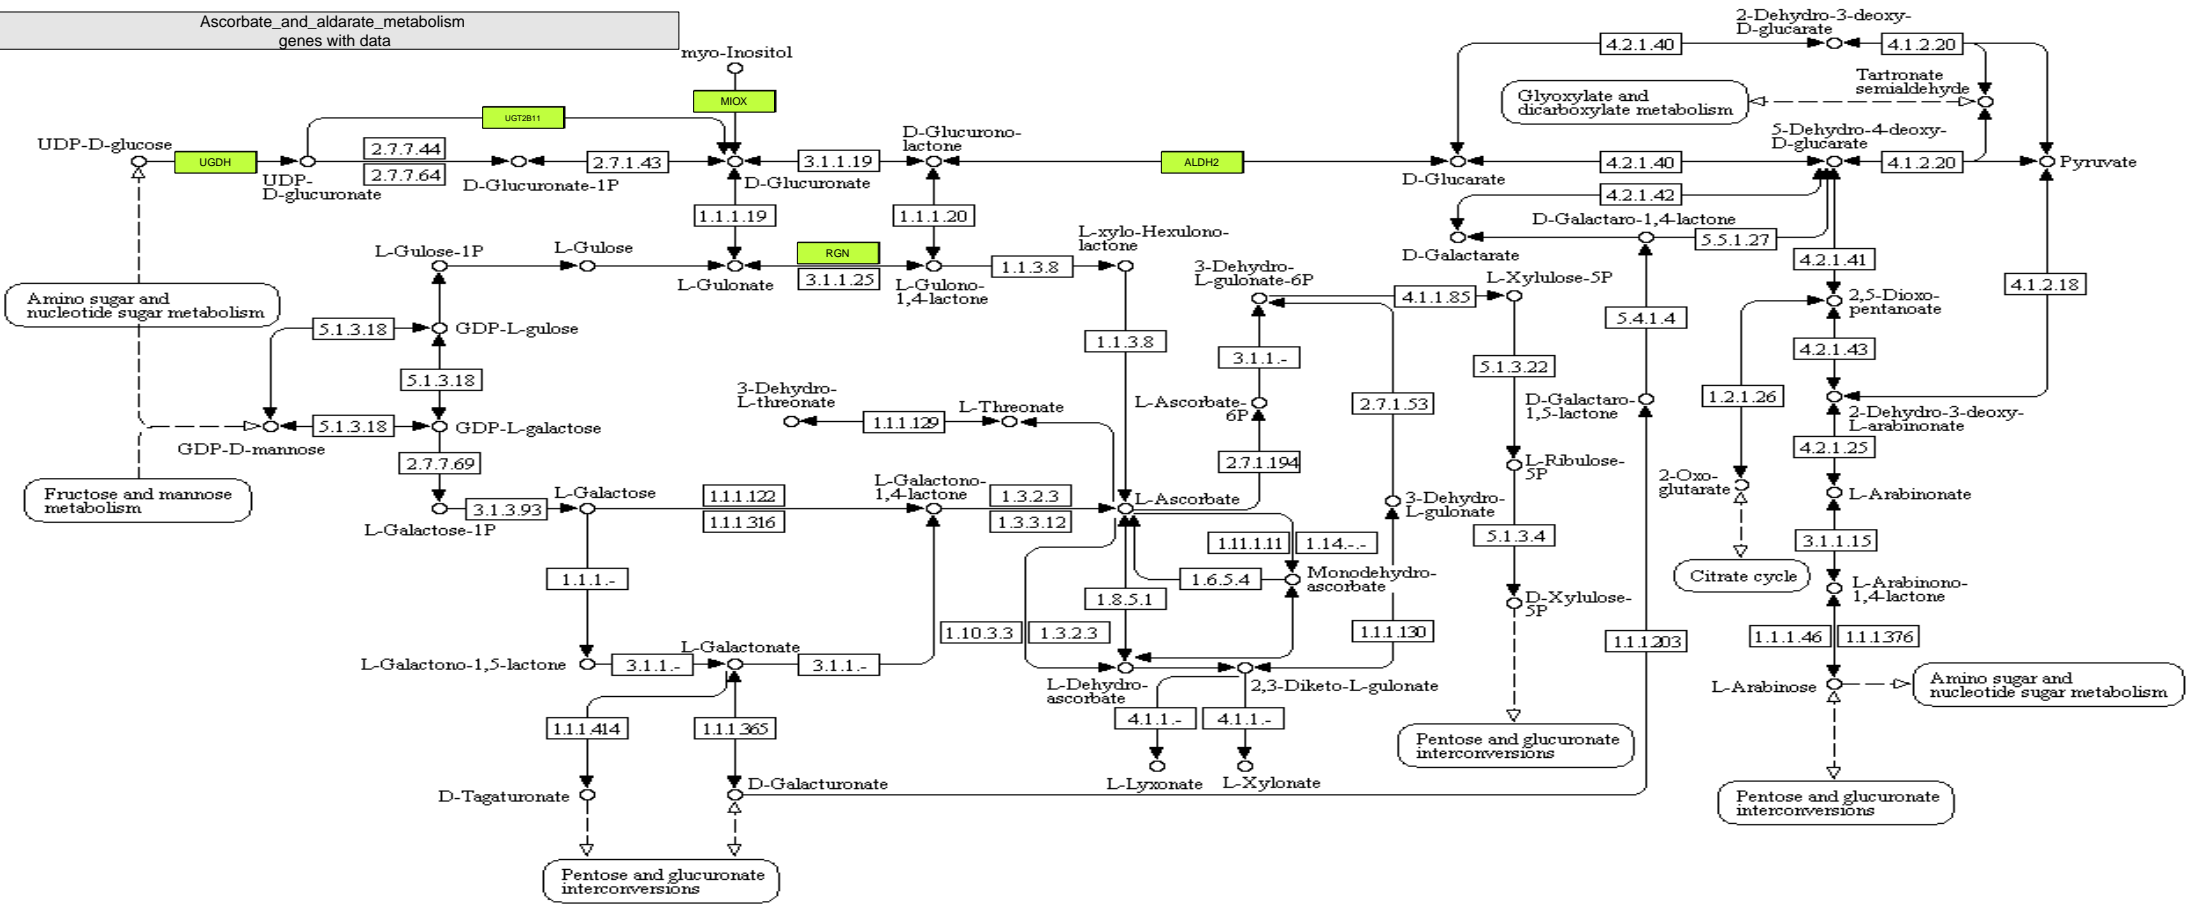 Ascorbate_and_aldarate_metabolism
genes with data
myo-Inositol
MIOX
UGT2B11
UDP-D-glucose
UGDH
UDP-
D-glucuronate
2.7.7.44
2.7.7.64
D-Glucuronate-1P
2.7.1.43
D-Glucuronate
3.1.1.19
D-Glucurono-
lactone
ALDH2
D-Glucarate
4.2.1.40
2-Dehydro-3-deoxy-
D-glucarate
4.1.2.20
Tartronate
semialdehyde
Glyoxylate and
dicarboxylate metabolism
5-Dehydro-4-deoxy-
D-glucarate
4.2.1.40
4.1.2.20
Pyruvate
4.2.1.42
D-Galactaro-1,4-lactone
5.5.1.27
D-Galactarate
1.1.1.19
1.1.1.20
L-Gulose-1P
L-Gulose
L-Gulonate
RGN
3.1.1.25
L-Gulono-
1,4-lactone
1.1.3.8
L-xylo-Hexulono-
lactone
1.1.3.8
3-Dehydro-
L-gulonate-6P
4.1.1.85
L-Xylulose-5P
5.4.1.4
4.2.1.41
2,5-Dioxo-
pentanoate
4.1.2.18
Amino sugar and
nucleotide sugar metabolism
5.1.3.18
GDP-L-gulose
5.1.3.18
5.1.3.18
GDP-D-mannose
GDP-L-galactose
2.7.7.69
Fructose and mannose
metabolism
L-Galactose-1P
3.1.3.93
L-Galactose
3-Dehydro-
L-threonate
1.1.1.129
L-Threonate
L-Ascorbate-
6P
3.1.1.-
2.7.1.53
5.1.3.22
D-Galactaro-
1,5-lactone
1.2.1.26
4.2.1.43
2-Dehydro-3-deoxy-
L-arabinonate
4.2.1.25
1.1.1.122
1.1.1.316
L-Galactono-
1,4-lactone
1.3.2.3
1.3.3.12
L-Ascorbate
2.7.1.194
3-Dehydro-
L-gulonate
L-Ribulose-
5P
2-Oxo-
glutarate
L-Arabinonate
1.11.1.11
1.14.-.-
5.1.3.4
3.1.1.15
Citrate cycle
1.1.1.-
1.8.5.1
1.6.5.4
Monodehydro-
ascorbate
D-Xylulose-
5P
L-Arabinono-
1,4-lactone
1.10.3.3
1.3.2.3
1.1.1.130
1.1.1.203
1.1.1.46
1.1.1.376
L-Galactono-1,5-lactone
3.1.1.-
L-Galactonate
3.1.1.-
L-Dehydro-
ascorbate
2,3-Diketo-L-gulonate
L-Arabinose
Amino sugar and
nucleotide sugar metabolism
1.1.1.414
1.1.1.365
4.1.1.-
4.1.1.-
Pentose and glucuronate
interconversions
D-Tagaturonate
D-Galacturonate
L-Lyxonate
L-Xylonate
Pentose and glucuronate
interconversions
Pentose and glucuronate
interconversions